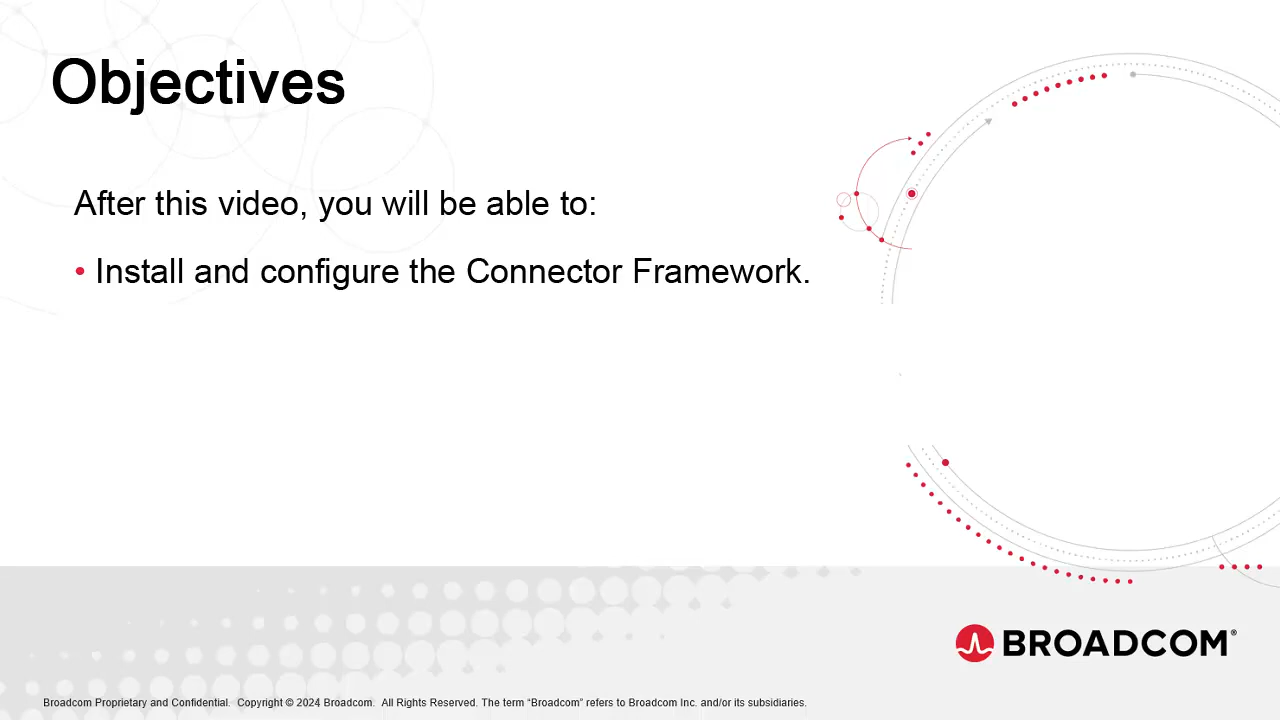 Objectives
After this video, you will be able to:
• Install and configure the Connector Framework.
BROADCOM®
Broadcom Proprietary and Confidential. Copyright © 2024 Broadcom. All Rights Reserved. The term “Broadcom” refers to Broadcom Inc. and/or its subsidiaries.